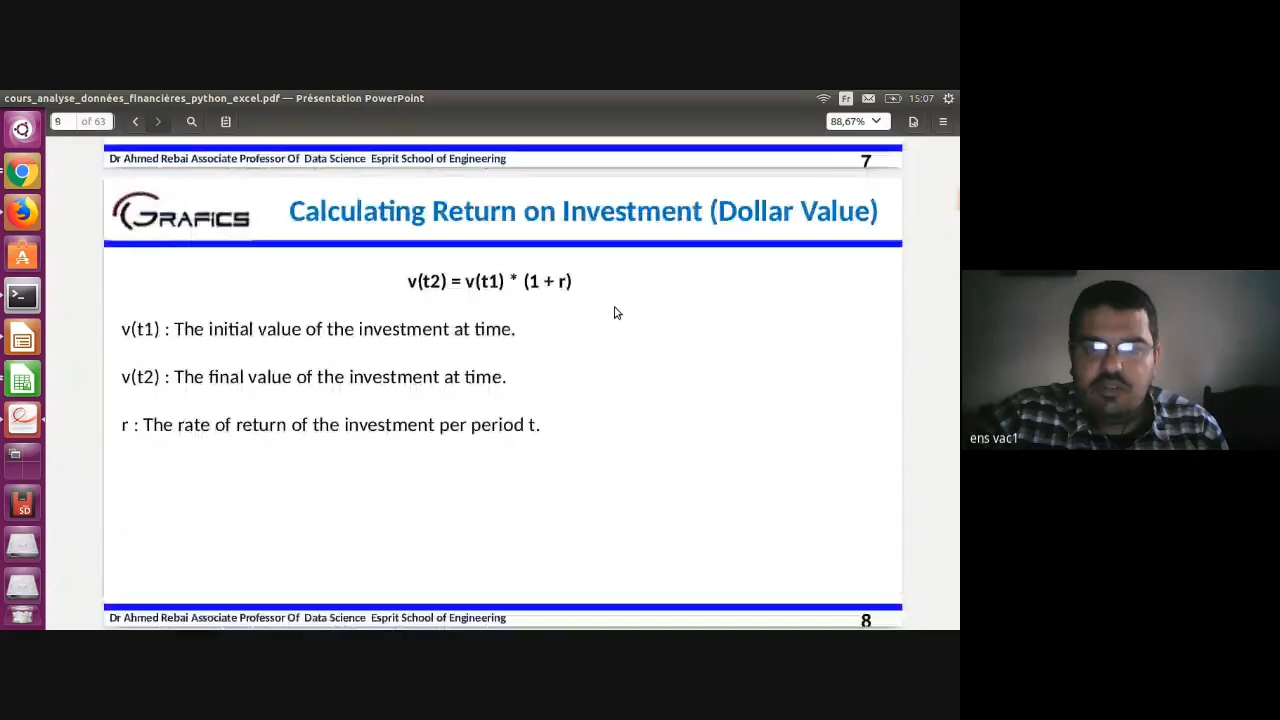 cours_analyse_données_financières_python_excel.pdf — Présentation PowerPoint
Fr
15:07
9
of 63
88,67%
Dr Ahmed Rebai Associate Professor Of Data Science Esprit School of Engineering
7
GRAFICS
Calculating Return on Investment (Dollar Value)
v(t2) = v(t1) * (1 + r)
v(t1) : The initial value of the investment at time.
v(t2) : The final value of the investment at time.
r : The rate of return of the investment per period t.
Dr Ahmed Rebai Associate Professor Of Data Science Esprit School of Engineering
8
SD
ens vac1